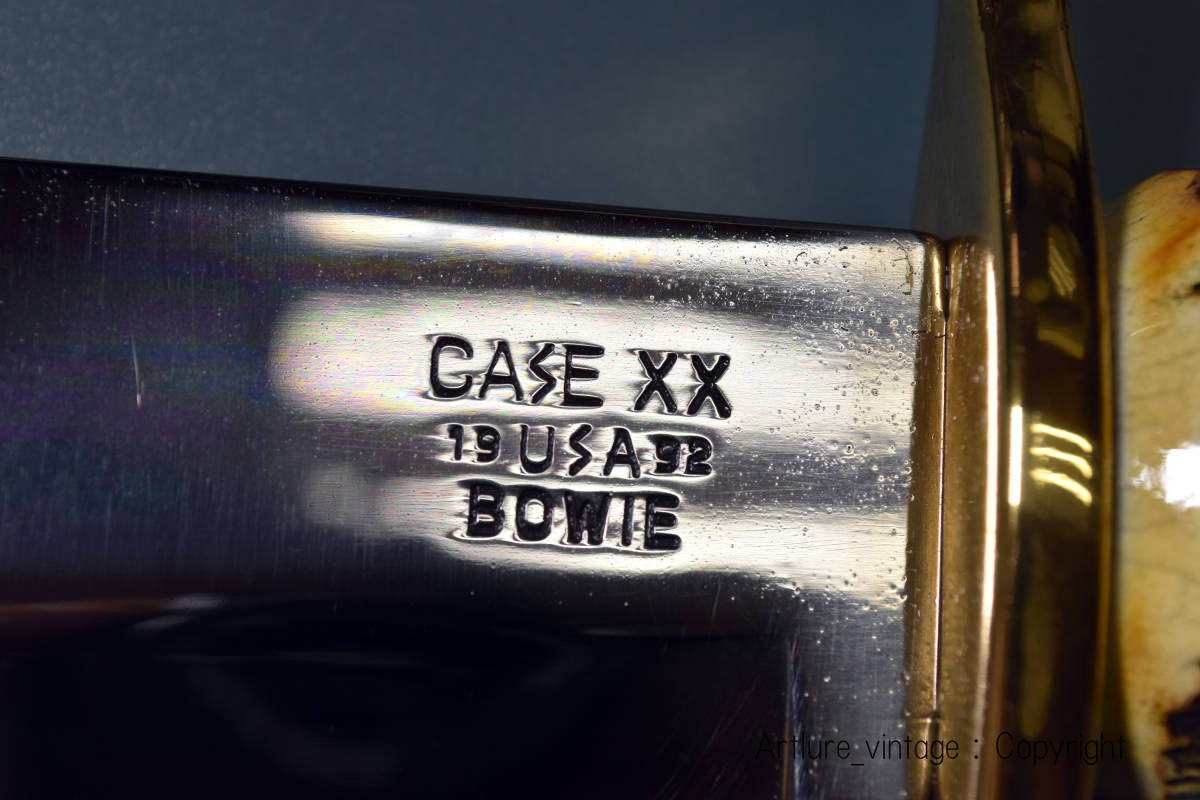 CASE XX
19 USA 92
BOWIE
Artlure_vintage : Copyright